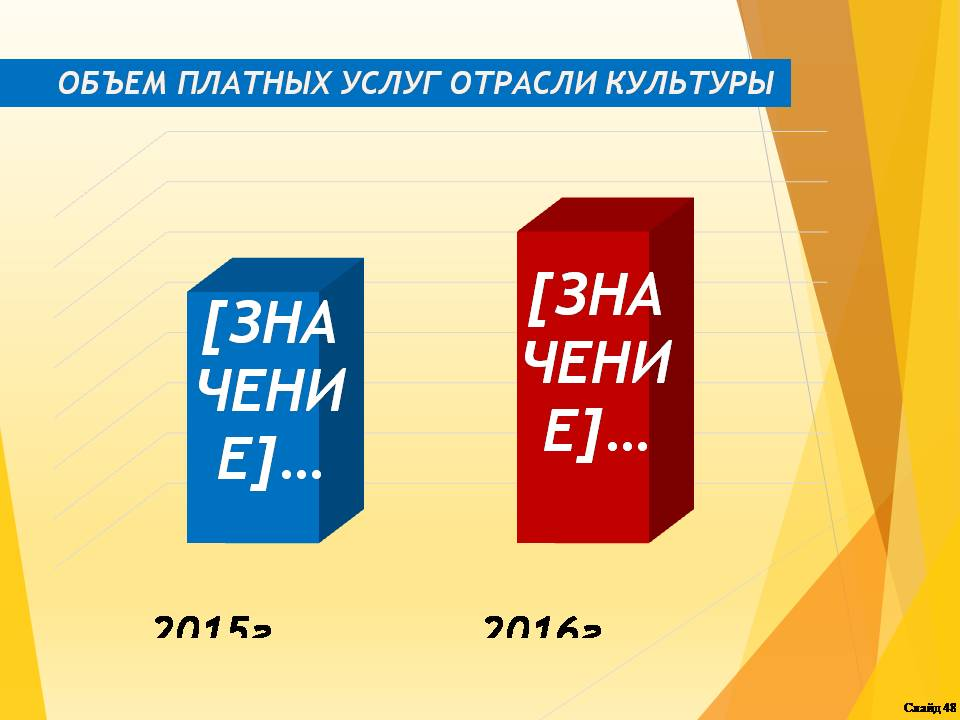 ОБЪЕМ ПЛАТНЫХ УСЛУГ ОТРАСЛИ КУЛЬТУРЫ
[ЗНА
ЧЕНИ
Е]...
[ЗНА
ЧЕНИ
Е]...
2015г
2016г
Слайд 48